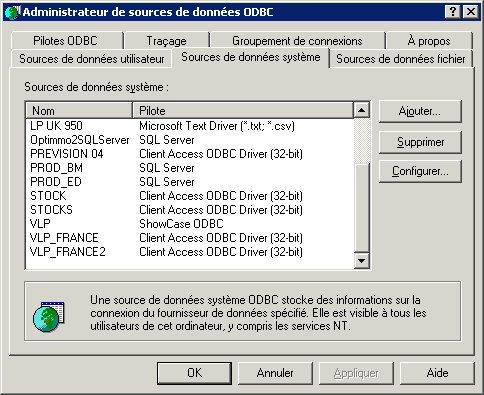 Administrateur de sources de données ODBC
Pilotes ODBC Traçage Groupement de connexions À propos
Sources de données utilisateur Sources de données système Sources de données fichier
Sources de données système :
Nom Pilote
LP UK 950 Microsoft Text Driver (*.txt; *.csv)
Optimmo2SQLServer SQL Server
PREVISION 04 Client Access ODBC Driver (32-bit)
PROD_BM SQL Server
PROD_ED SQL Server
STOCK Client Access ODBC Driver (32-bit)
STOCKS Client Access ODBC Driver (32-bit)
VLP ShowCase ODBC
VLP_FRANCE Client Access ODBC Driver (32-bit)
VLP_FRANCE2 Client Access ODBC Driver (32-bit)
Ajouter...
Supprimer
Configurer...
Une source de données système ODBC stocke des informations sur la
connexion du fournisseur de données spécifié. Elle est visible à tous les
utilisateurs de cet ordinateur, y compris les services NT.
OK Annuler Appliquer Aide